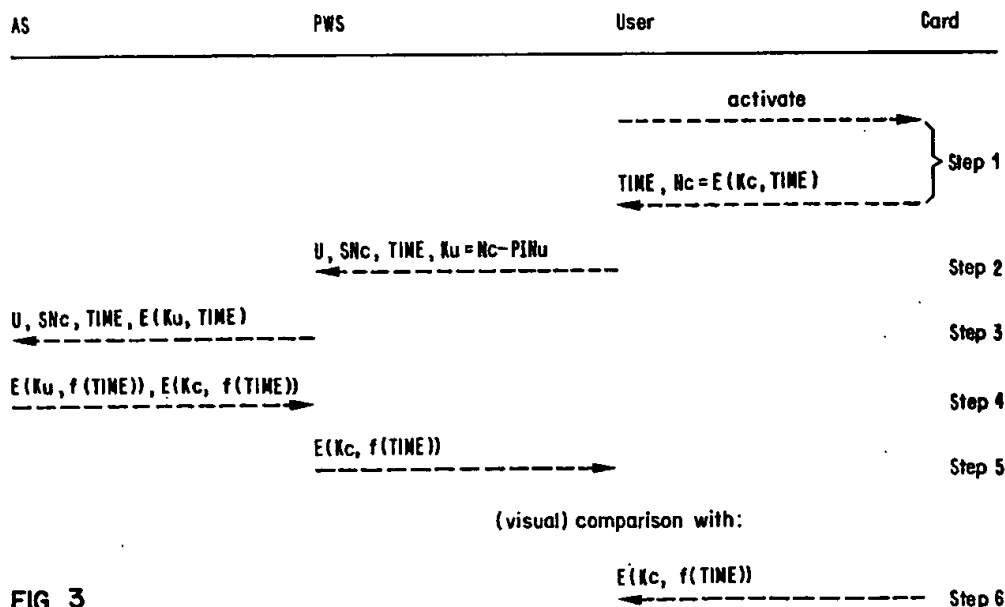 AS PWS User Card
activate
Step 1
TIME, Nc=E(Kc,TIME)
U, SNc, TIME, Ku=Nc-PINu
Step 2
U, SNc, TIME, E(Ku, TIME)
Step 3
E(Ku, f(TIME)), E(Kc, f(TIME))
Step 4
E(Kc, f(TIME))
Step 5
(visual) comparison with:
E(Kc, f(TIME))
FIG 3 Step 6